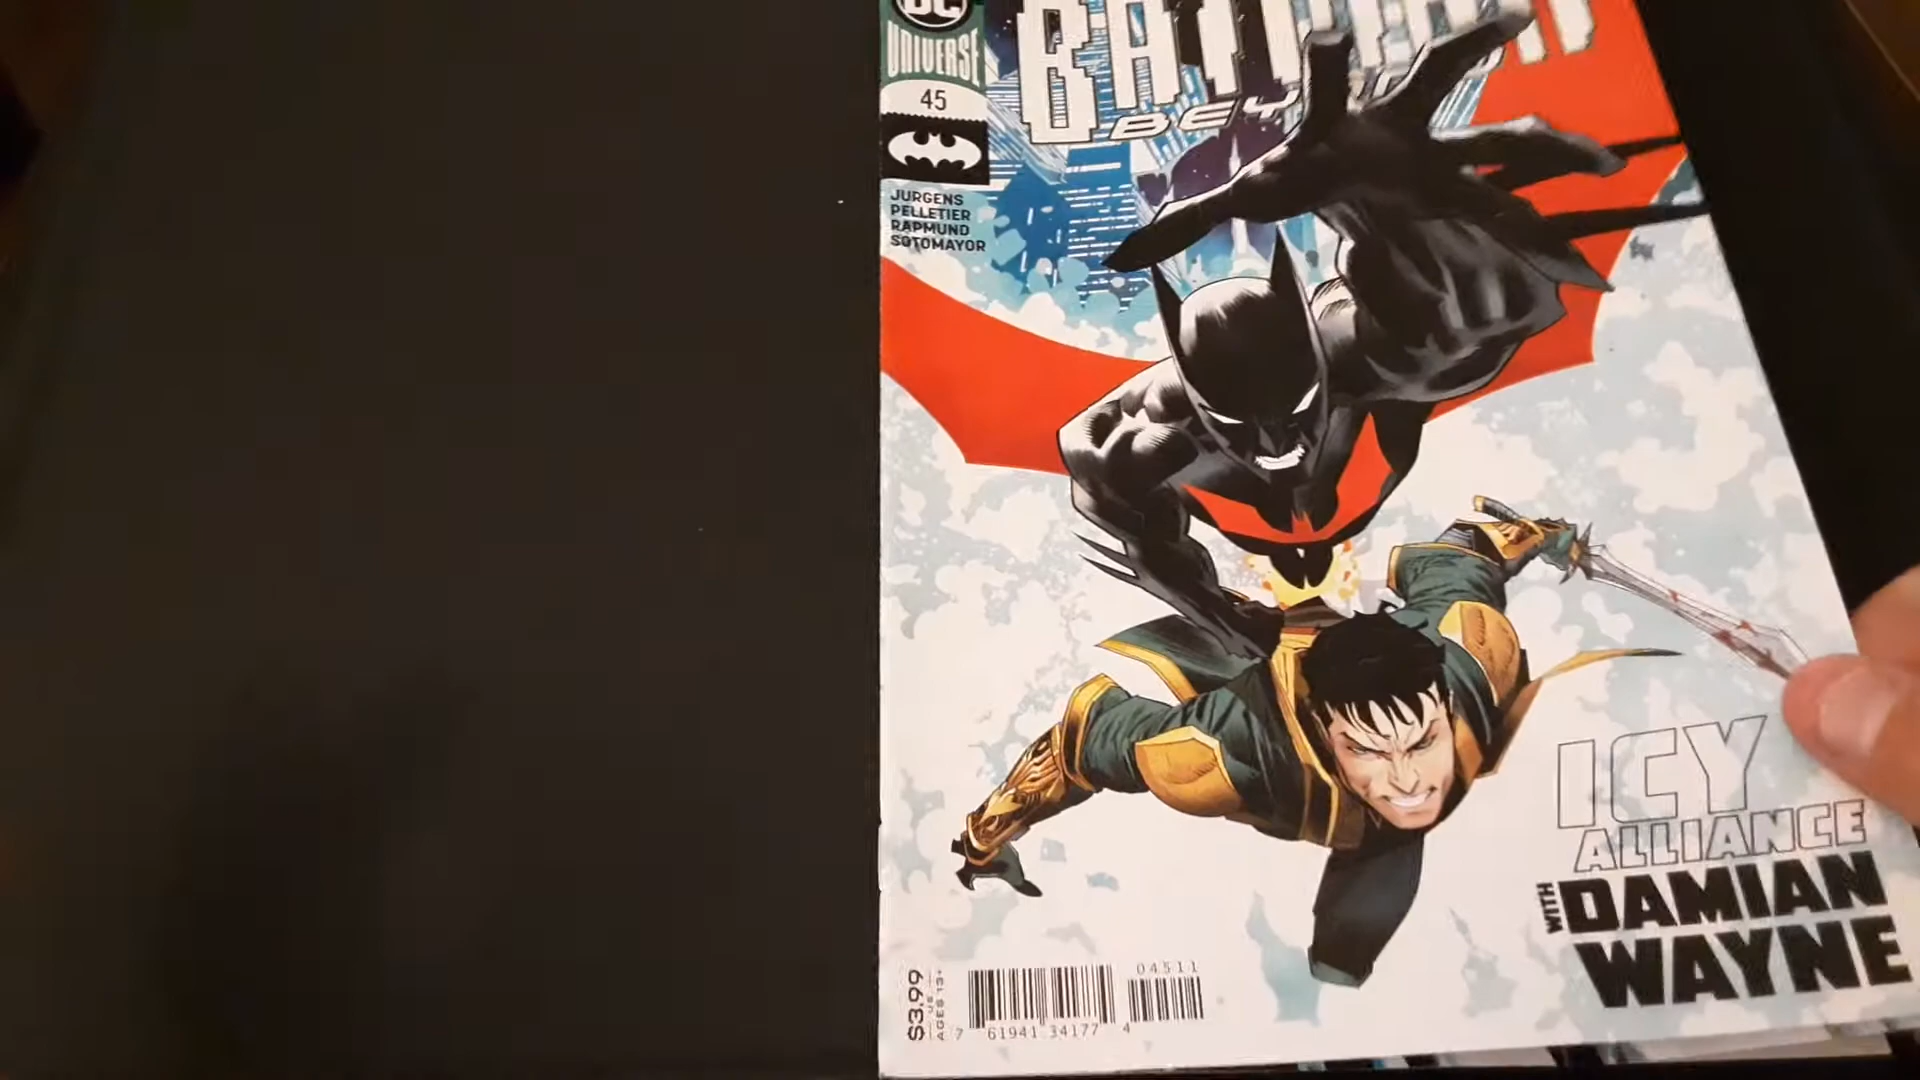 DC
UNIVERSE
45
BATMAN
BEYOND
JURGENS
PELLETIER
RAPMUND
SOTOMAYOR
ICY
ALLIANCE
WITH
DAMIAN
WAYNE
$3.99
US
AGES 13+
04511
7 61941 34177 4